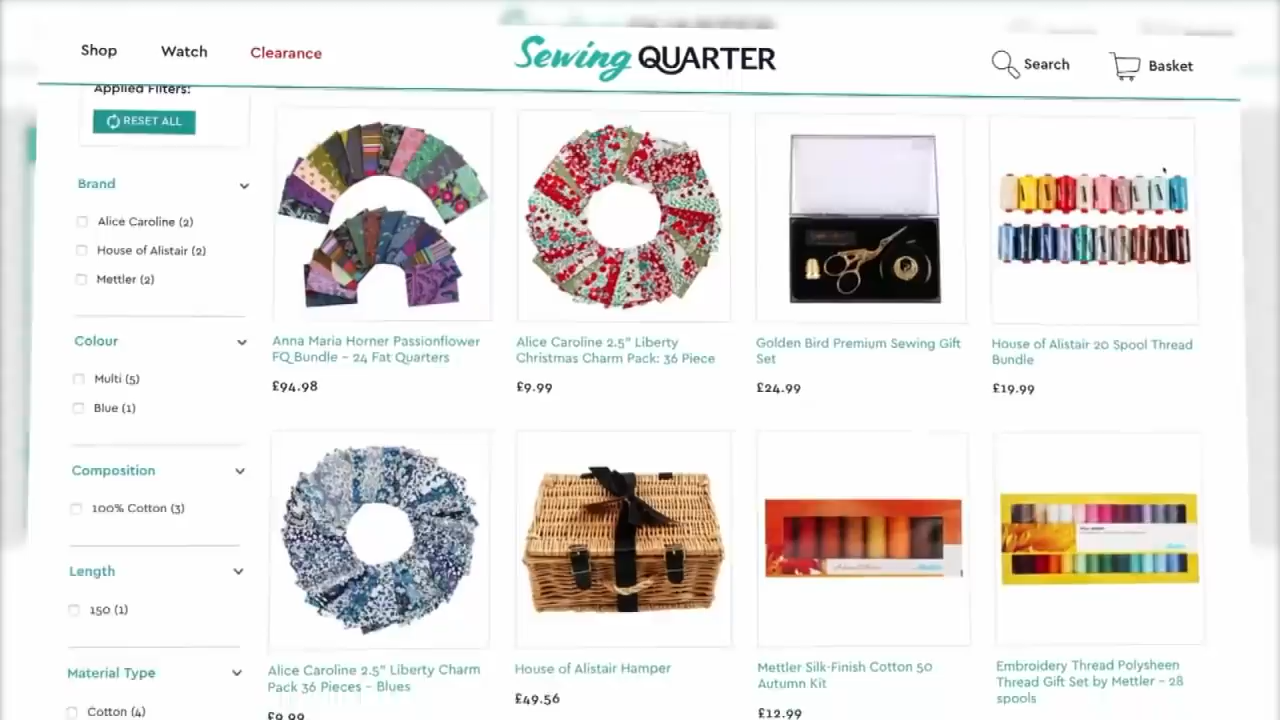 Shop
Watch
Clearance
Sewing QUARTER
Search
Basket
Applied Filters:
RESET ALL
Brand
Alice Caroline (2)
House of Alistair (2)
Mettler (2)
Colour
Multi (5)
Blue (1)
Composition
100% Cotton (3)
Length
150 (1)
Material Type
Cotton (4)
Anna Maria Horner Passionflower
FQ Bundle - 24 Fat Quarters
£94.98
Alice Caroline 2.5" Liberty
Christmas Charm Pack: 36 Piece
£9.99
Golden Bird Premium Sewing Gift
Set
£24.99
House of Alistair 20 Spool Thread
Bundle
£19.99
Alice Caroline 2.5" Liberty Charm
Pack 36 Pieces - Blues
£9.99
House of Alistair Hamper
£49.56
Mettler Silk-Finish Cotton 50
Autumn Kit
£12.99
Embroidery Thread Polysheen
Thread Gift Set by Mettler - 28
spools